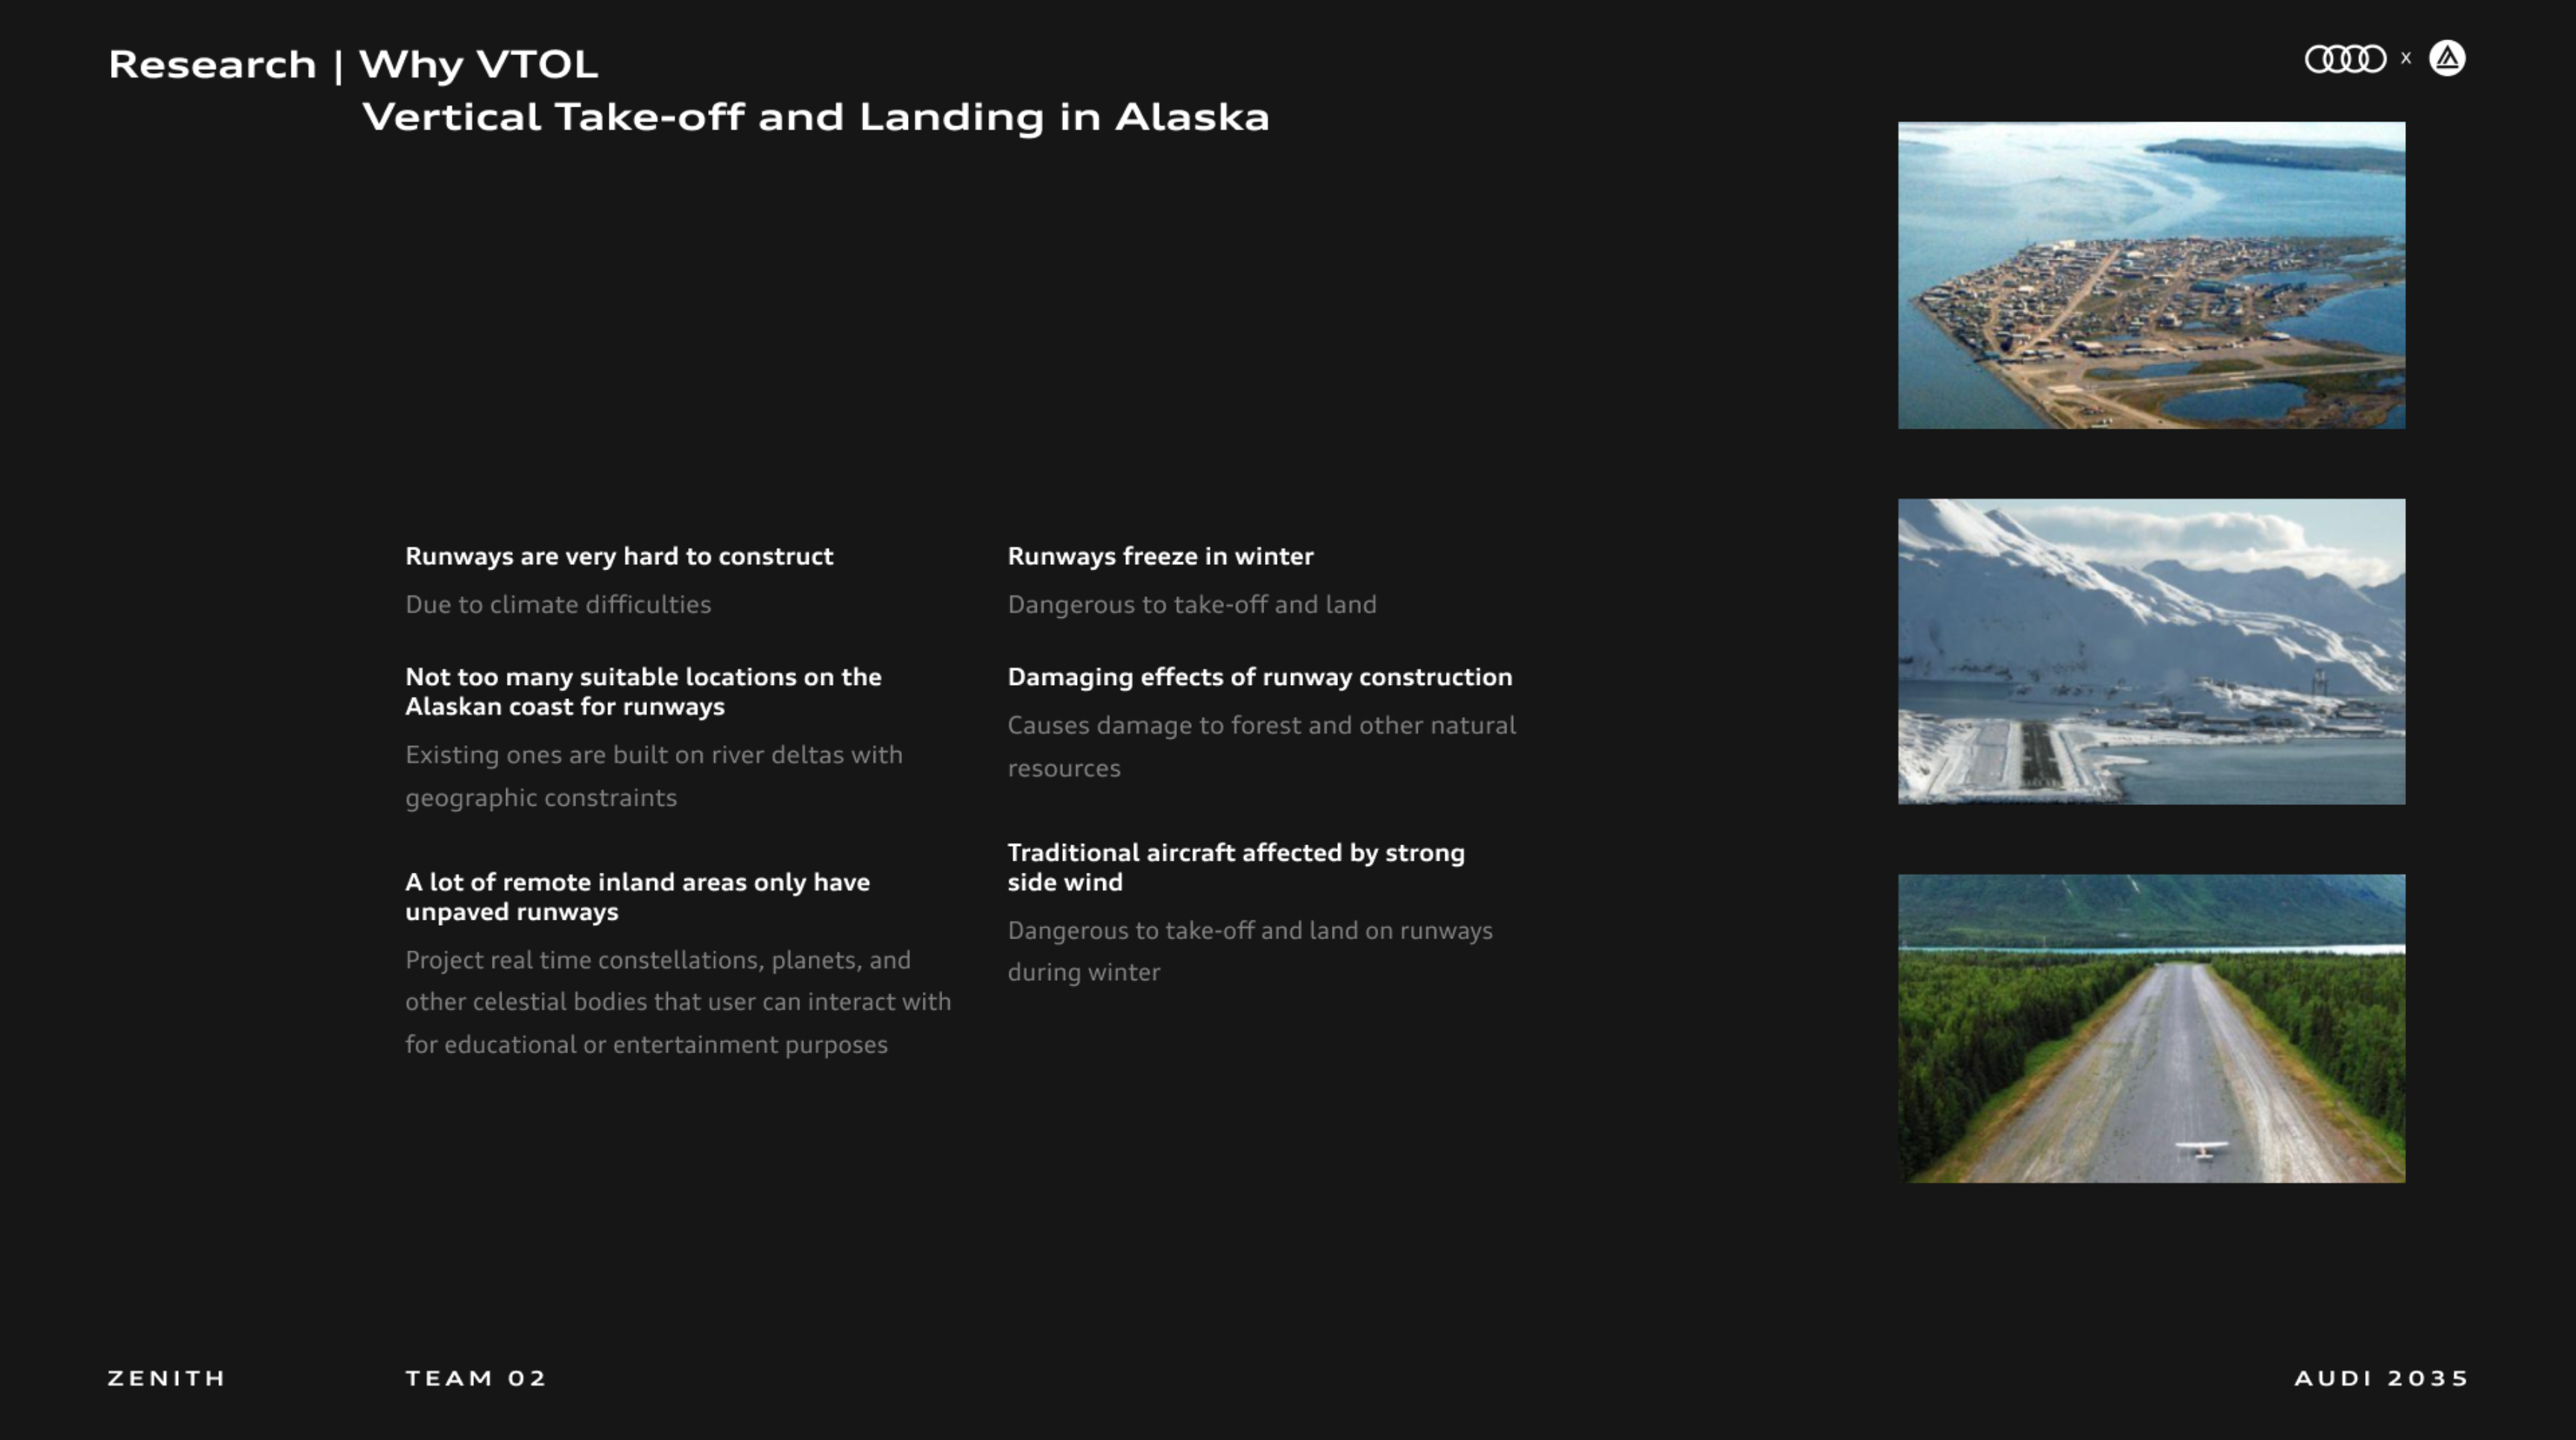 Research | Why VTOL
Vertical Take-off and Landing in Alaska
x
Runways are very hard to construct
Due to climate difficulties
Not too many suitable locations on the
Alaskan coast for runways
Existing ones are built on river deltas with
geographic constraints
A lot of remote inland areas only have
unpaved runways
Project real time constellations, planets, and
other celestial bodies that user can interact with
for educational or entertainment purposes
Runways freeze in winter
Dangerous to take-off and land
Damaging effects of runway construction
Causes damage to forest and other natural
resources
Traditional aircraft affected by strong
side wind
Dangerous to take-off and land on runways
during winter
ZENITH
TEAM 02
AUDI 2035